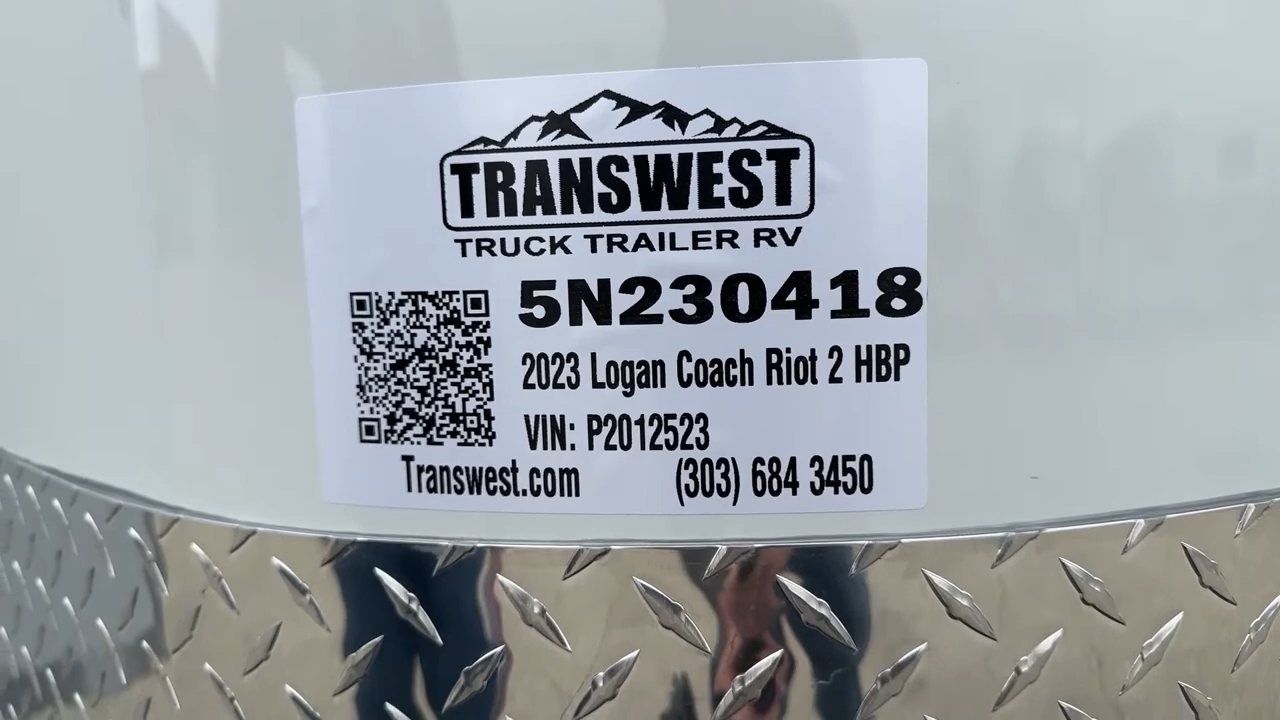 TRANSWEST
TRUCK TRAILER RV
5N230418
2023 Logan Coach Riot 2 HBP
VIN: P2012523
Transwest.com (303) 684 3450